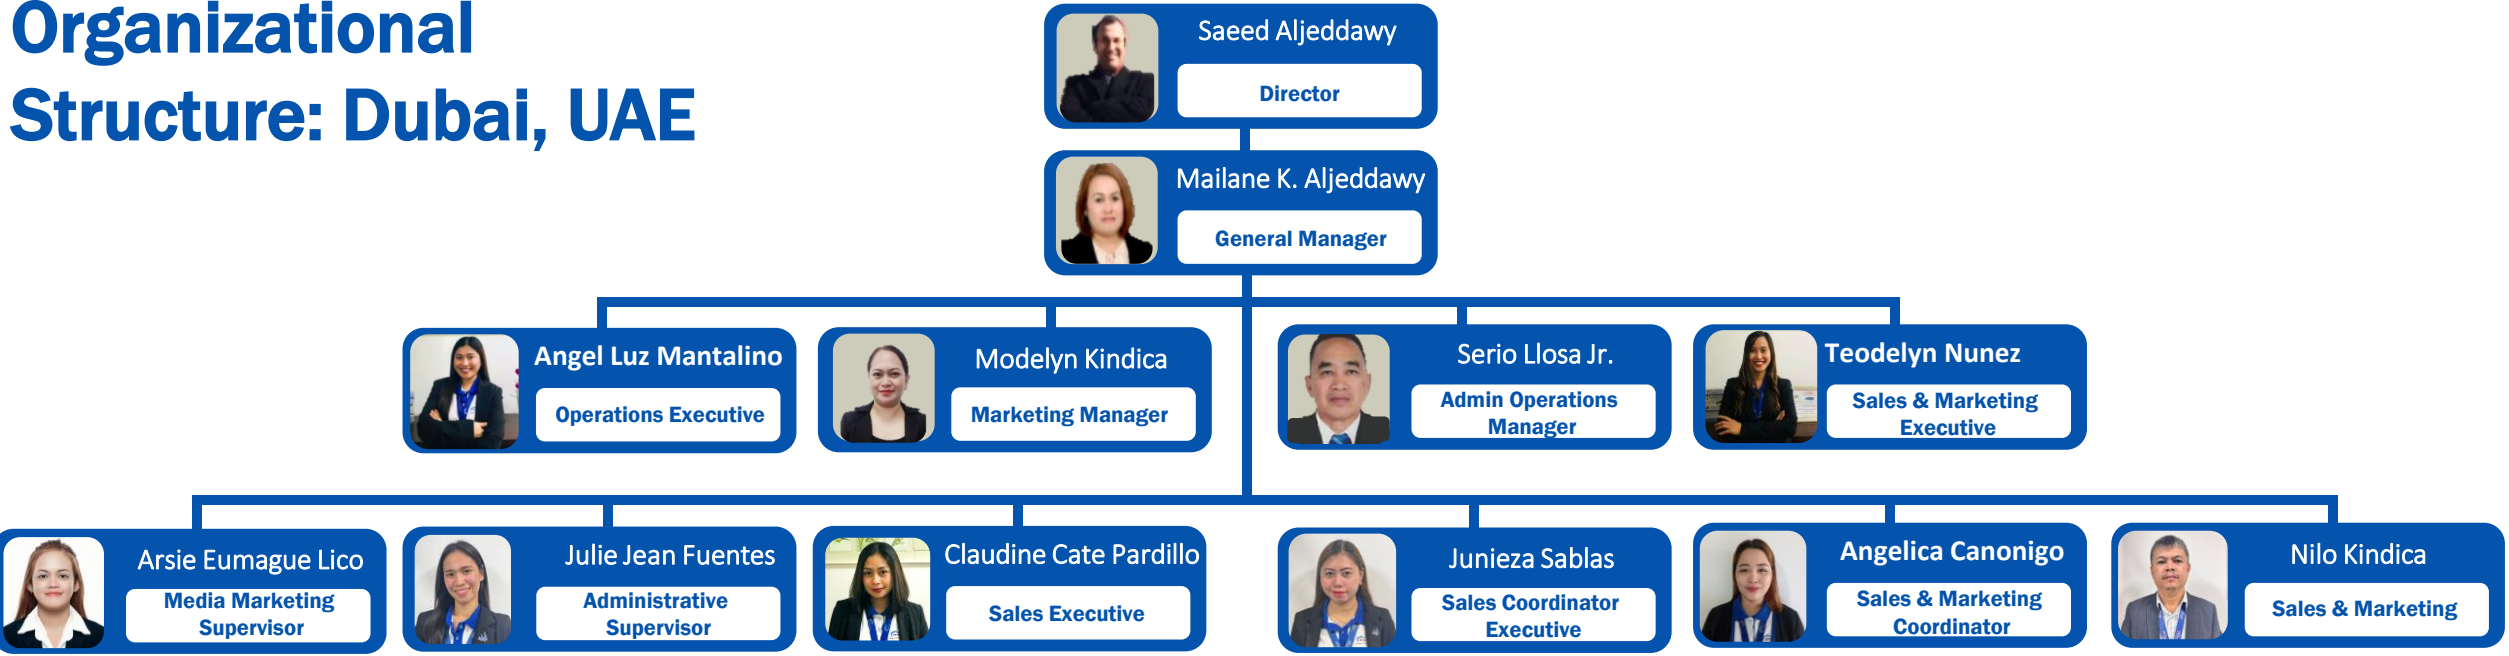 Organizational
Structure: Dubai, UAE
Saeed Aljeddawy
Director
Mailane K. Aljeddawy
General Manager
Angel Luz Mantalino
Operations Executive
Modelyn Kindica
Marketing Manager
Serio Llosa Jr.
Admin Operations
Manager
Teodelyn Nunez
Sales & Marketing
Executive
Arsie Eumague Lico
Media Marketing
Supervisor
Julie Jean Fuentes
Administrative
Supervisor
Claudine Cate Pardillo
Sales Executive
Junieza Sablas
Sales Coordinator
Executive
Angelica Canonigo
Sales & Marketing
Coordinator
Nilo Kindica
Sales & Marketing